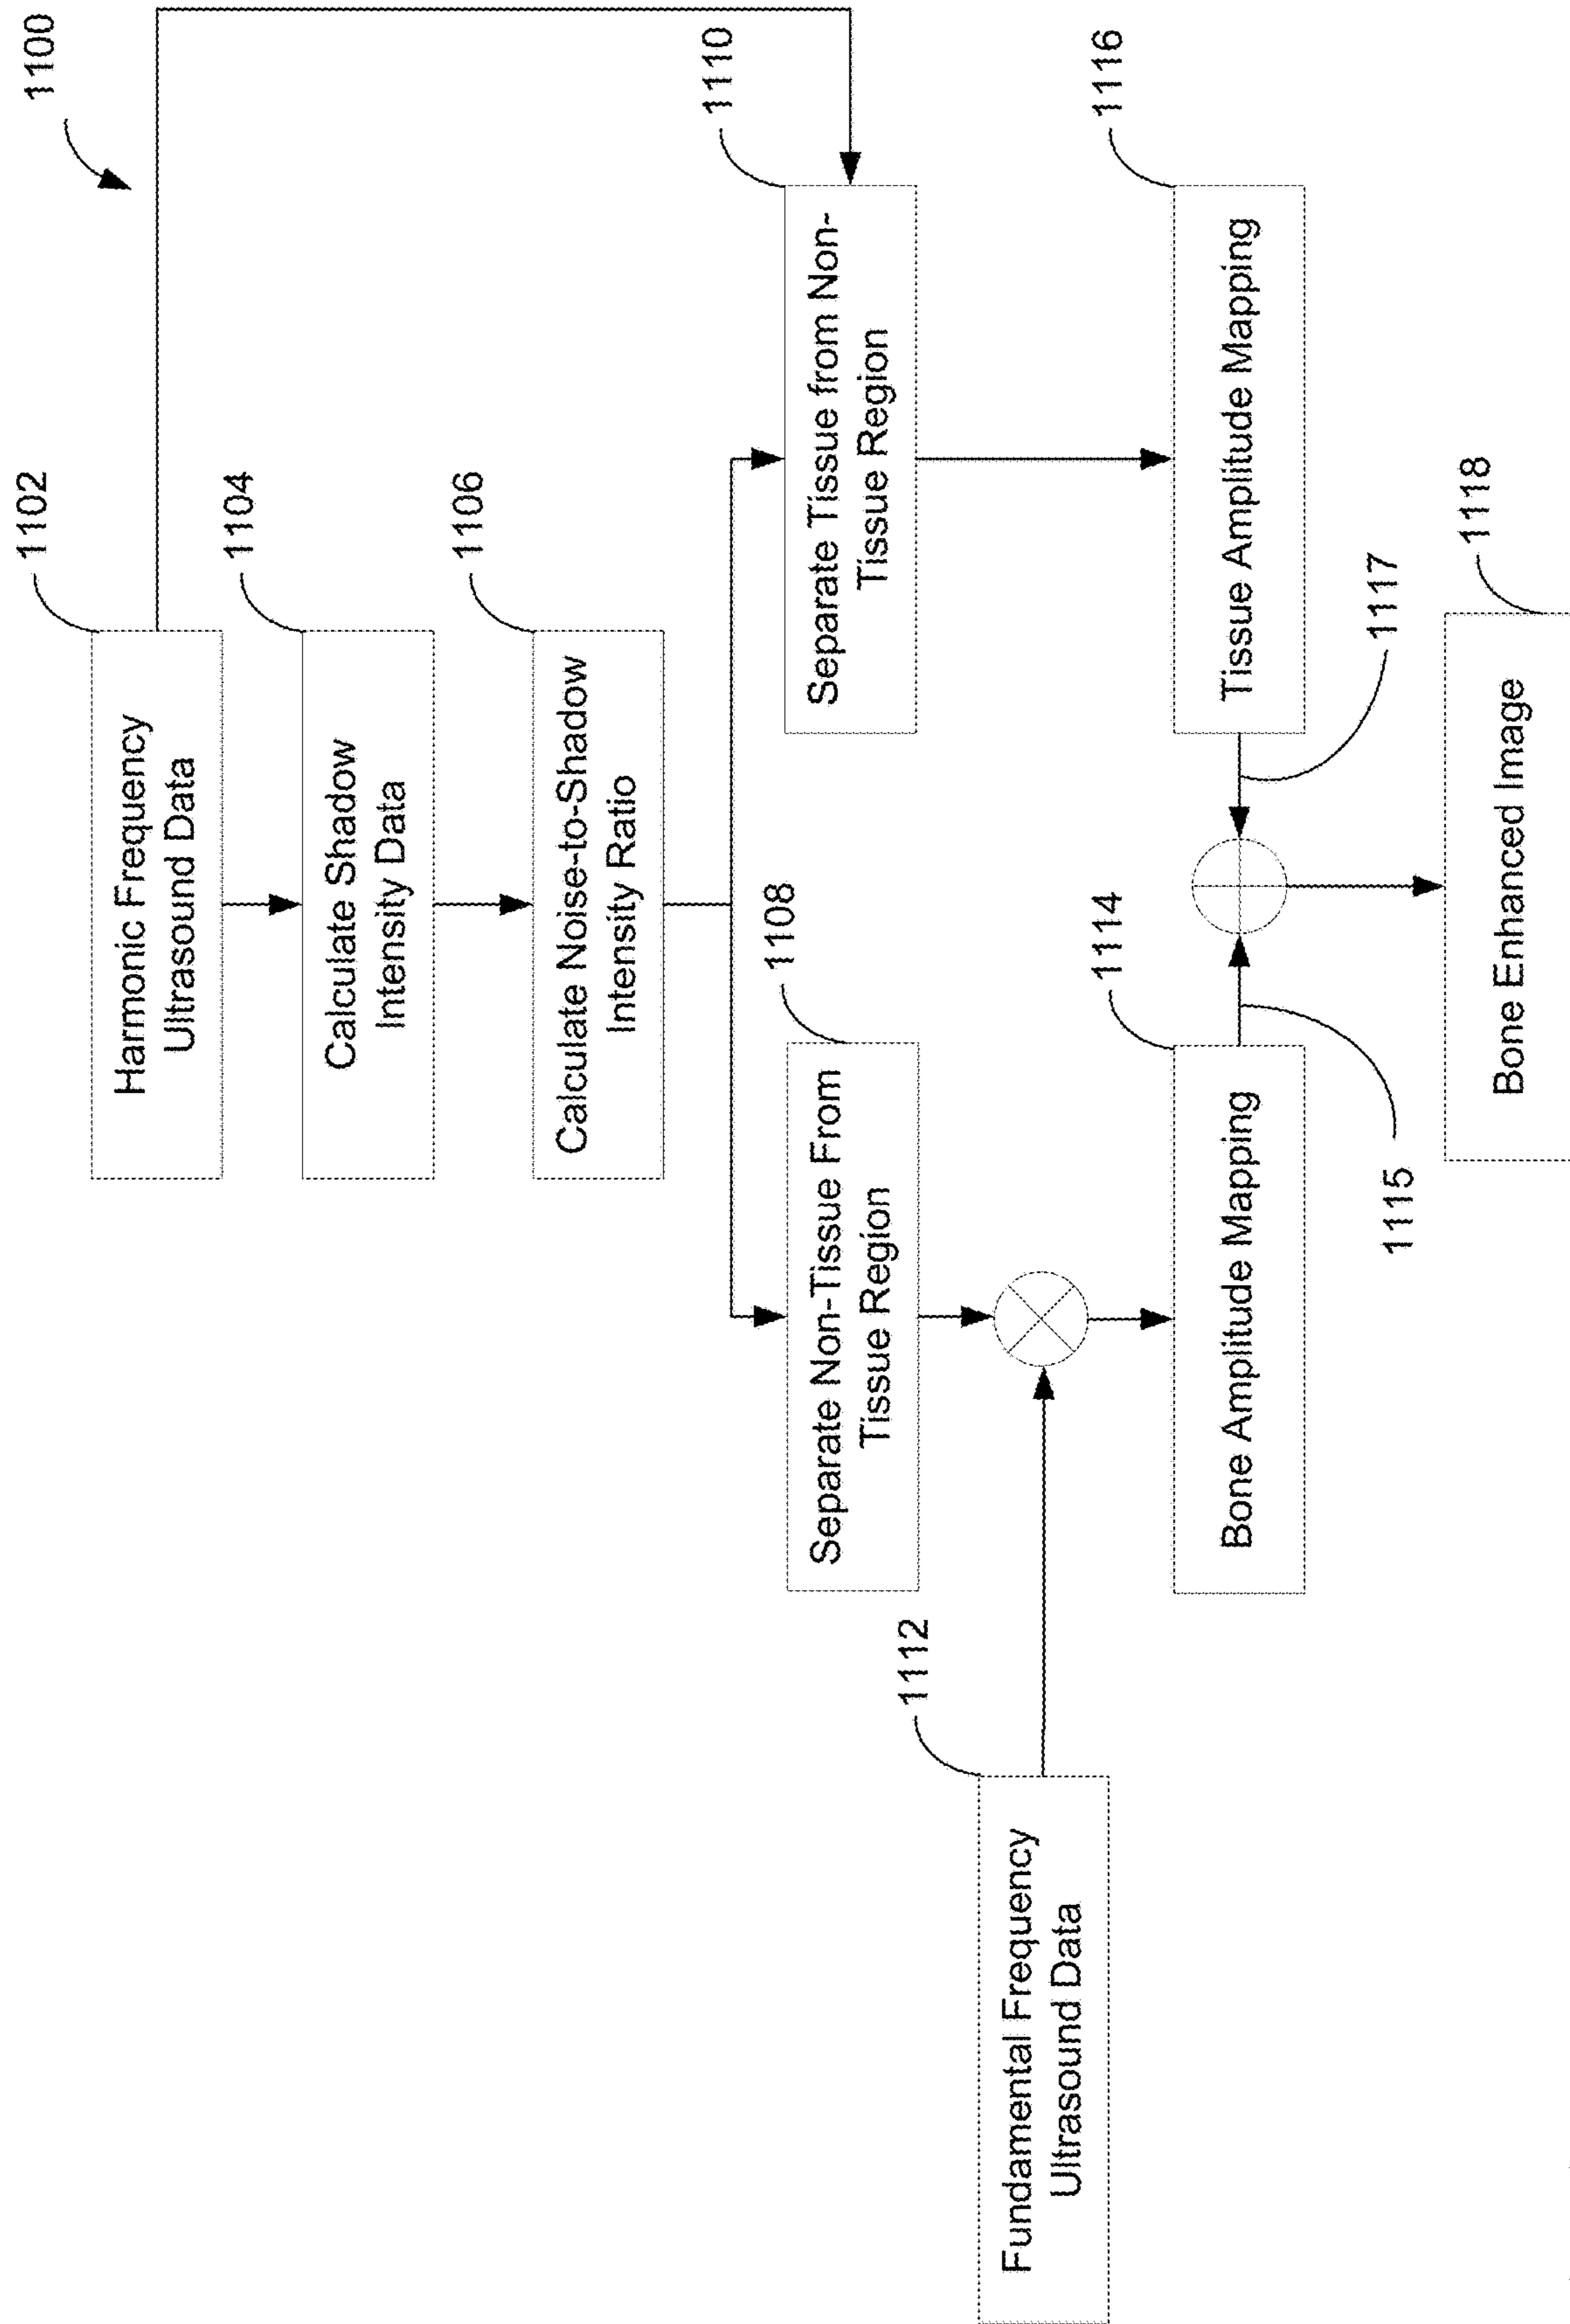 1100
1102
Harmonic Frequency
Ultrasound Data
1104
Calculate Shadow
Intensity Data
1106
Calculate Noise-to-Shadow
Intensity Ratio
1108
Separate Non-Tissue From
Tissue Region
1110
Separate Tissue from Non-
Tissue Region
1112
Fundamental Frequency
Ultrasound Data
1114
Bone Amplitude Mapping
1116
Tissue Amplitude Mapping
1115
1117
1118
Bone Enhanced Image